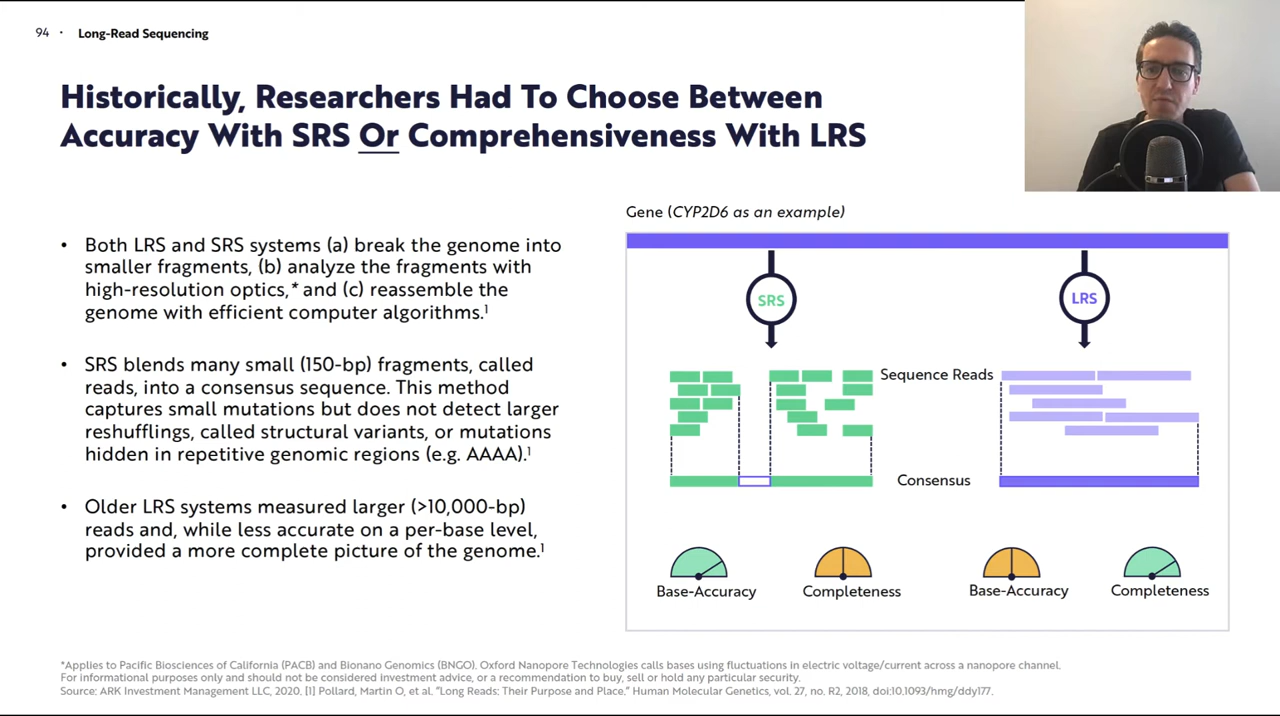 94 · Long-Read Sequencing
Historically, Researchers Had To Choose Between
Accuracy With SRS Or Comprehensiveness With LRS
• Both LRS and SRS systems (a) break the genome into
smaller fragments, (b) analyze the fragments with
high-resolution optics,* and (c) reassemble the
genome with efficient computer algorithms.¹
• SRS blends many small (150-bp) fragments, called
reads, into a consensus sequence. This method
captures small mutations but does not detect larger
reshufflings, called structural variants, or mutations
hidden in repetitive genomic regions (e.g. AAAA).¹
• Older LRS systems measured larger (>10,000-bp)
reads and, while less accurate on a per-base level,
provided a more complete picture of the genome.¹
Gene (CYP2D6 as an example)
SRS
LRS
Sequence Reads
Consensus
Base-Accuracy
Completeness
Base-Accuracy
Completeness
*Applies to Pacific Biosciences of California (PACB) and Bionano Genomics (BNGO). Oxford Nanopore Technologies calls bases using fluctuations in electric voltage/current across a nanopore channel.
For informational purposes only and should not be considered investment advice, or a recommendation to buy, sell or hold any particular security.
Source: ARK Investment Management LLC, 2020. [1] Pollard, Martin O, et al. "Long Reads: Their Purpose and Place." Human Molecular Genetics, vol. 27, no. R2, 2018, doi:10.1093/hmg/ddy177.